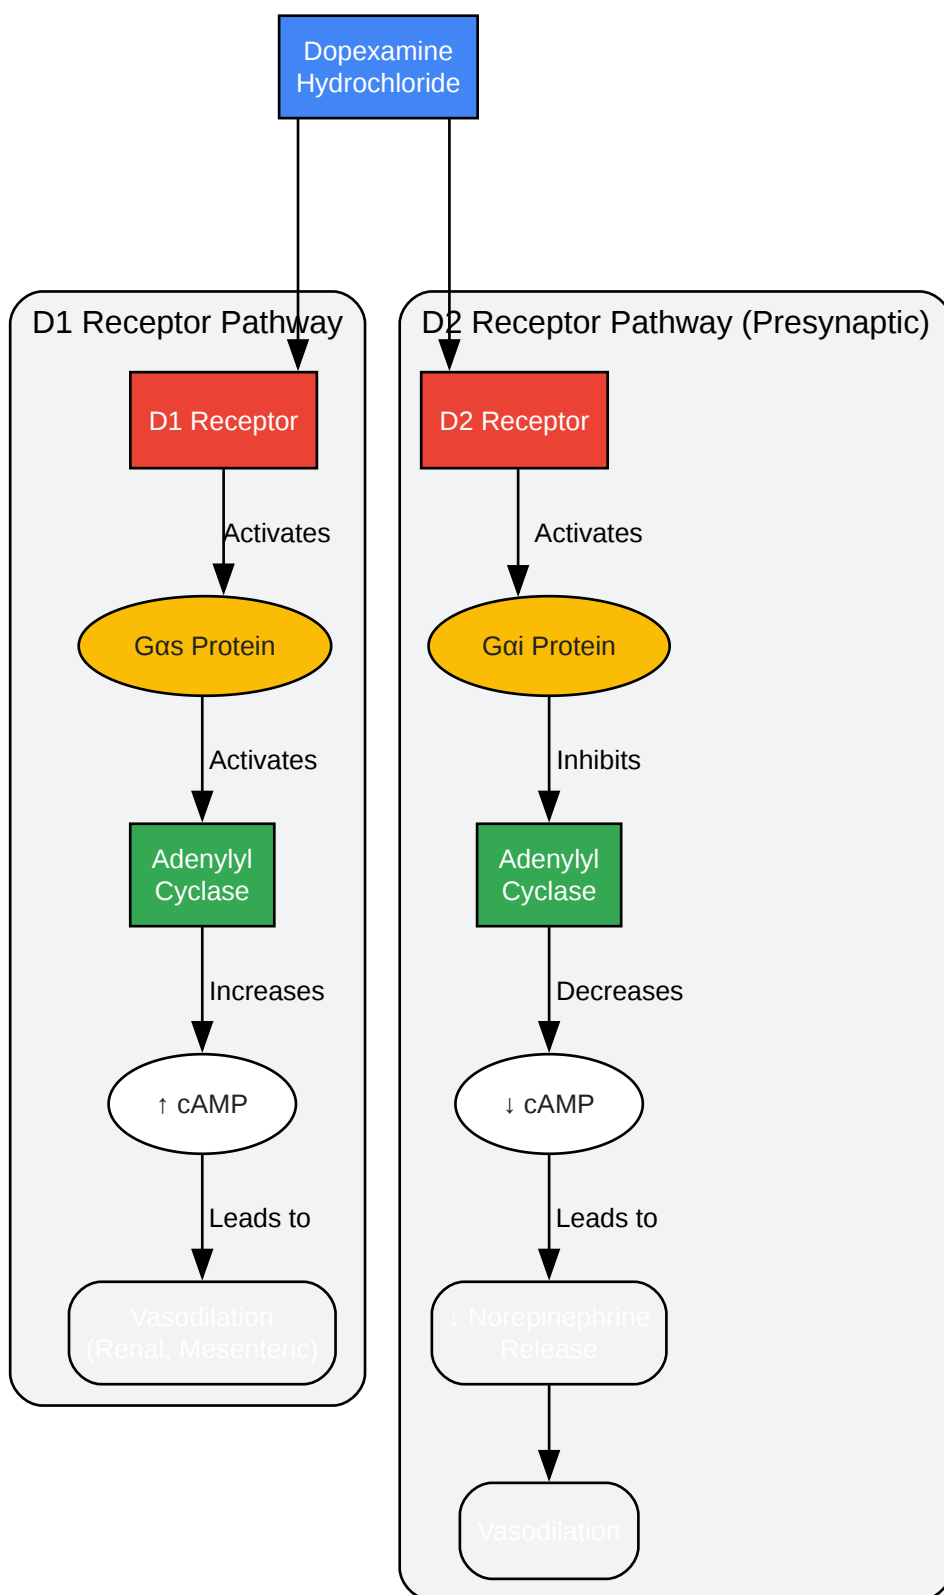 Dopexamine
Hydrochloride
D1 Receptor Pathway
D1 Receptor
Activates
Gαs Protein
Activates
Adenylyl
Cyclase
Increases
↑ cAMP
Leads to
Vasodilation
(Renal, Mesenteric)
D2 Receptor Pathway (Presynaptic)
D2 Receptor
Activates
Gαi Protein
Inhibits
Adenylyl
Cyclase
Decreases
↓ cAMP
Leads to
↓ Norepinephrine
Release
Vasodilation